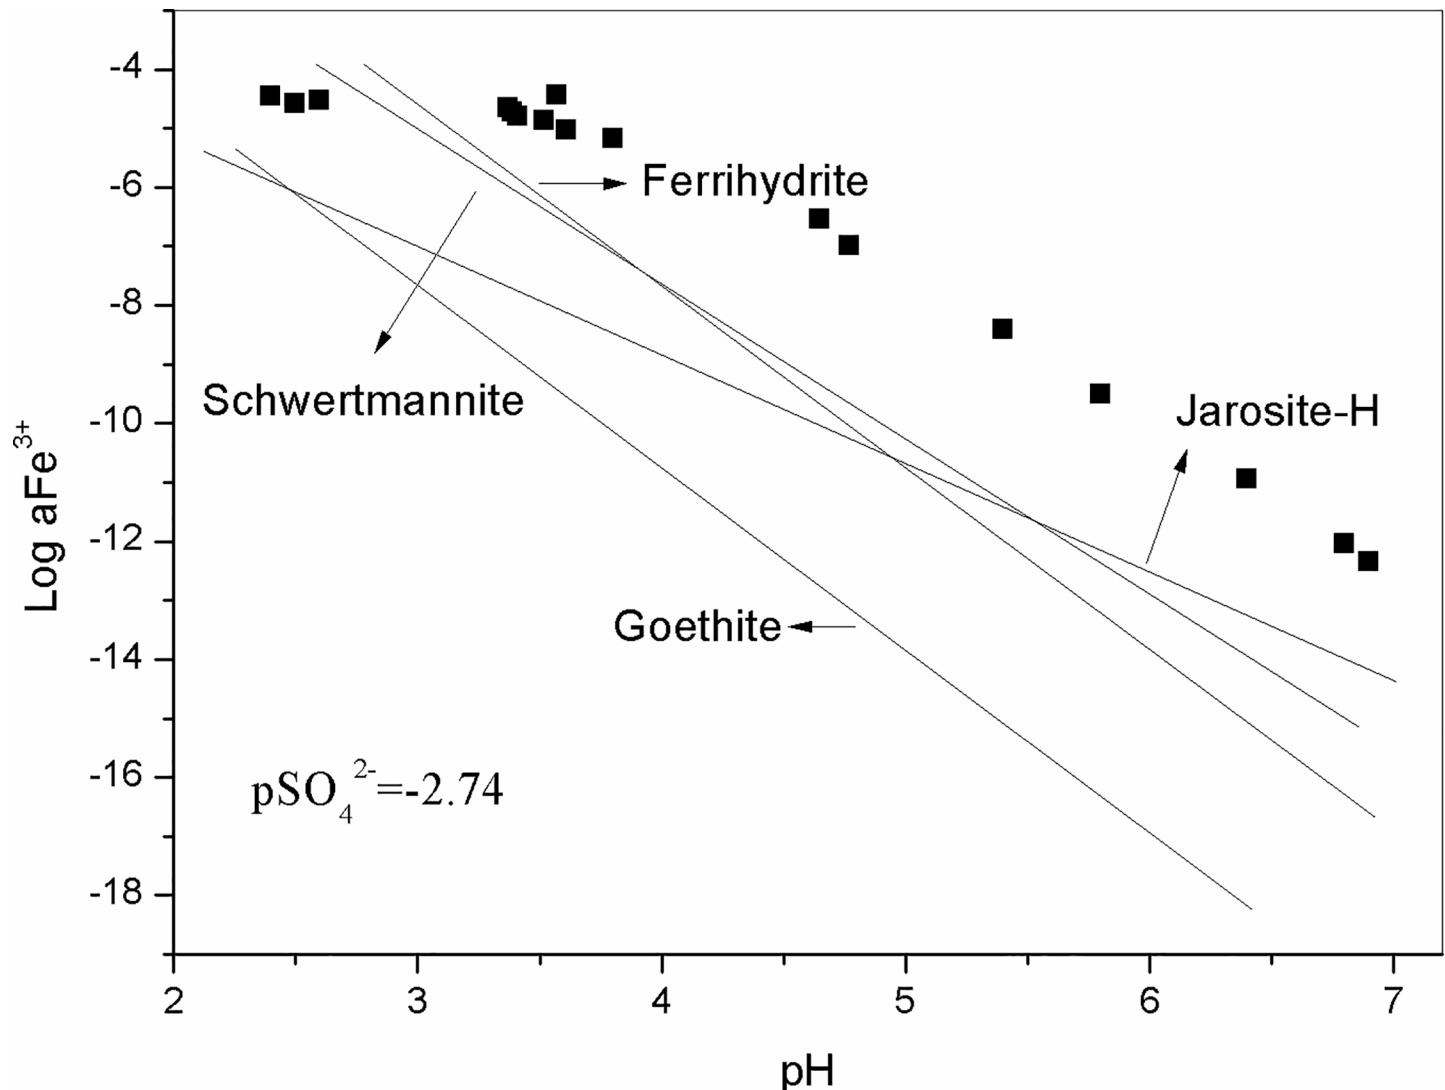 -4
-6
-8
-10
-12
-14
-16
-18
Log aFe³⁺
Ferrihydrite
Schwertmannite
Jarosite-H
Goethite
pSO₄²⁻=-2.74
2 3 4 5 6 7
pH